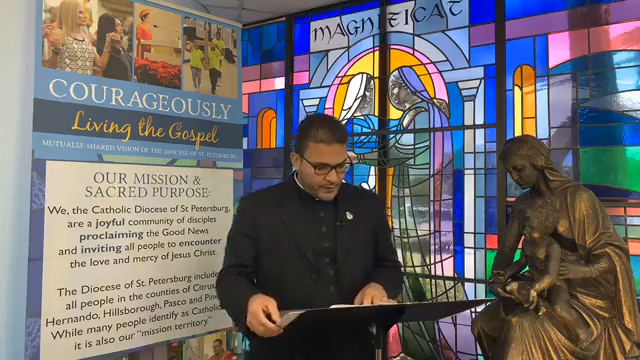 COURAGEOUSLY
Living the Gospel
MUTUALLY-SHARED VISION OF THE DIOCESE OF ST. PETERSBURG
OUR MISSION &
SACRED PURPOSE:
We, the Catholic Diocese of St Petersburg,
are a joyful community of disciples
proclaiming the Good News
and inviting all people to encounter
the love and mercy of Jesus Christ.
The Diocese of St. Petersburg include
all people in the counties of Citrus,
Hernando, Hillsborough, Pasco and Pine
While many people identify as Catholic
it is also our "mission territory."
MAGNIFICAT